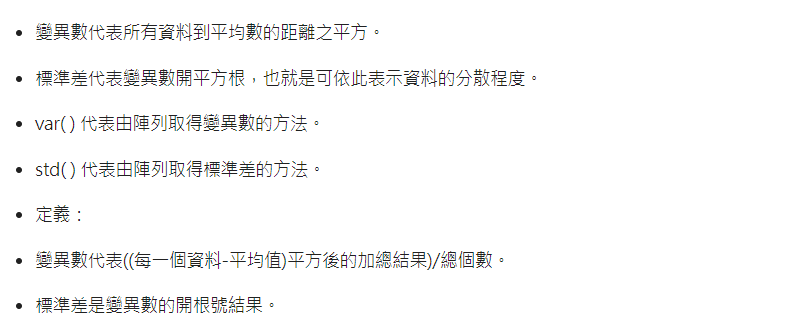 變異數代表所有資料到平均數的距離之平方。
標準差代表變異數開平方根，也就是可依此表示資料的分散程度。
var( ) 代表由陣列取得變異數的方法。
std( ) 代表由陣列取得標準差的方法。
定義：
變異數代表((每一個資料-平均值)平方後的加總結果)/總個數。
標準差是變異數的開根號結果。